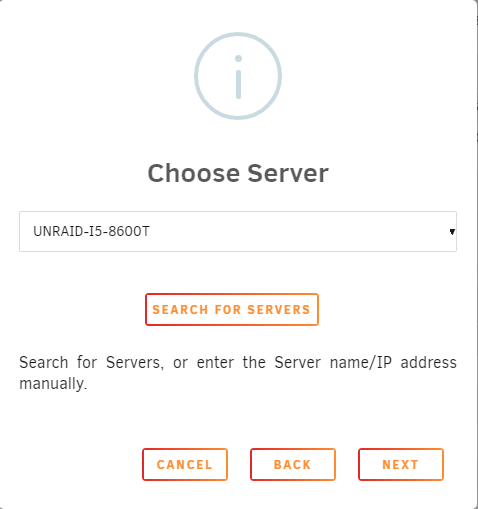 Choose Server
UNRAID-I5-8600T
SEARCH FOR SERVERS
Search for Servers, or enter the Server name/IP address
manually.
CANCEL BACK NEXT